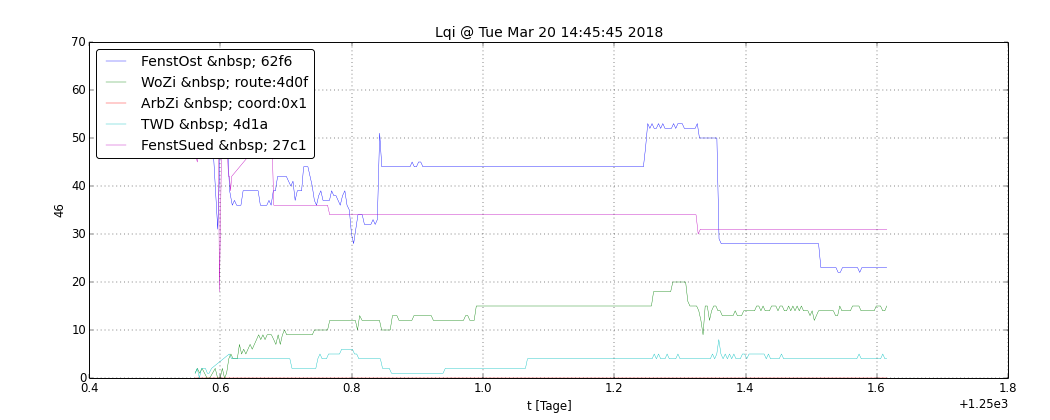 Lqi @ Tue Mar 20 14:45:45 2018
70
60
50
40
30
20
10
0
46
FenstOst &nbsp; 62f6
WoZi &nbsp; route:4d0f
ArbZi &nbsp; coord:0x1
TWD &nbsp; 4d1a
FenstSued &nbsp; 27c1
0.4 0.6 0.8 1.0 1.2 1.4 1.6 1.8
t [Tage]
+1.25e3